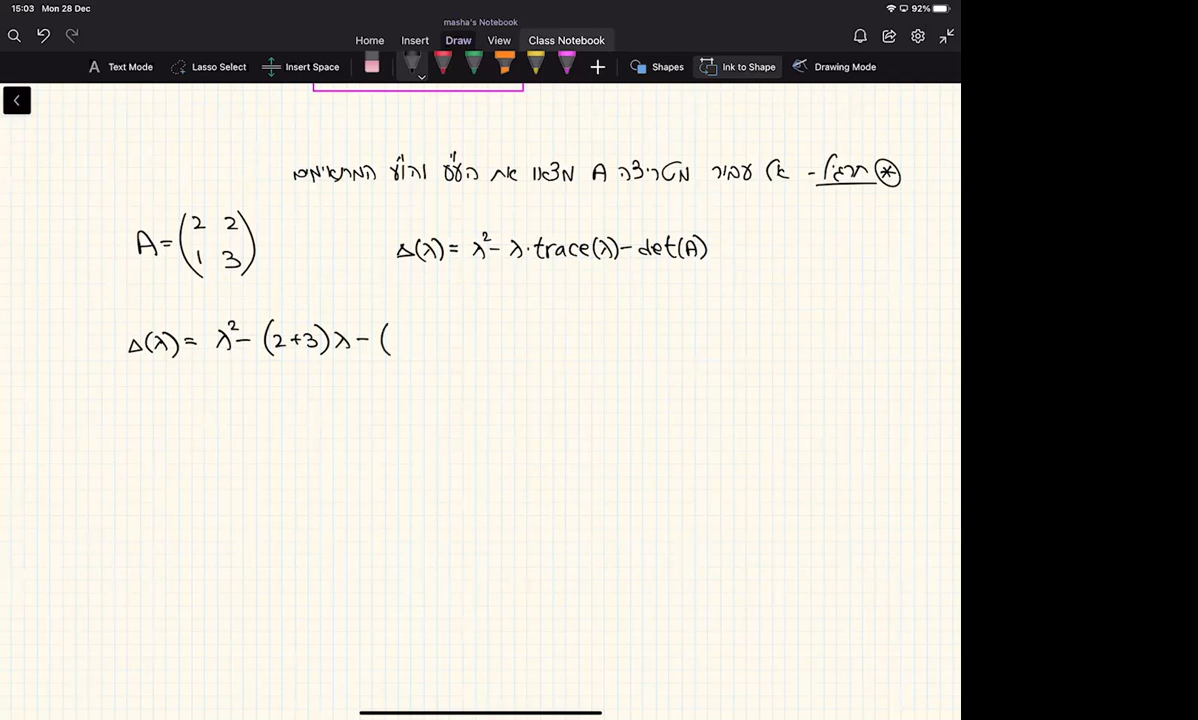 15:03 Mon 28 Dec
92%
masha's Notebook
Home Insert Draw View Class Notebook
Text Mode Lasso Select Insert Space Shapes Ink to Shape Drawing Mode
תרגיל - א) עבור מטריצה A מצאו את הע"ע והו"ע המתאימים
A = (2 2
1 3)
Δ(λ) = λ² - λ·trace(λ) - det(A)
Δ(λ) = λ² - (2+3)λ - (